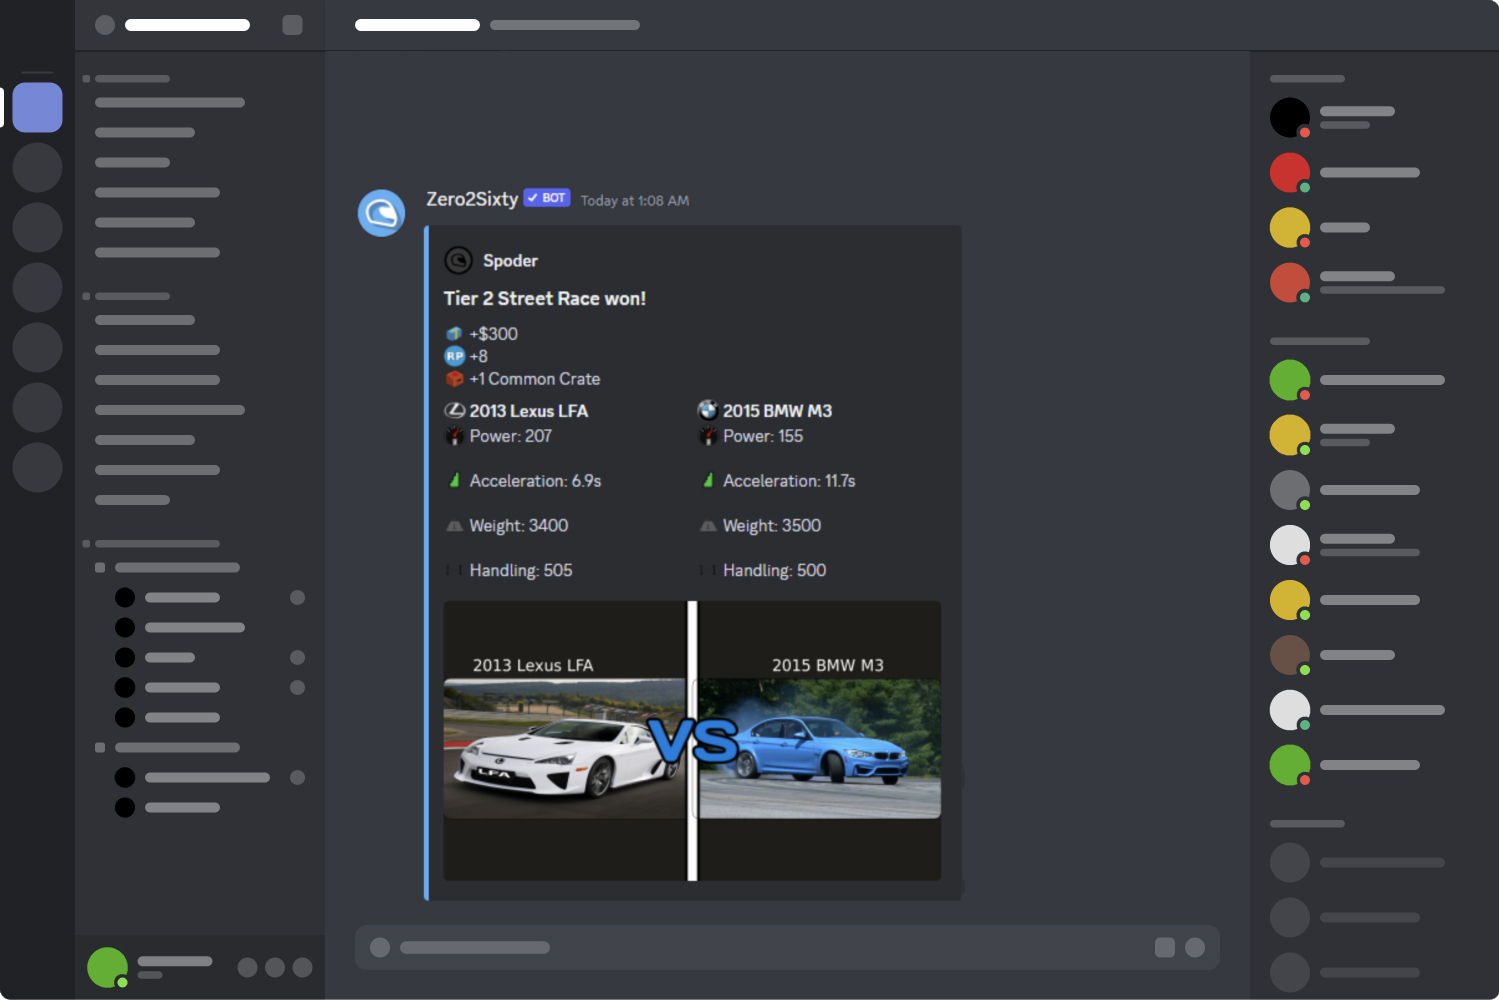 Zero2Sixty BOT Today at 1:08 AM
Spoder
Tier 2 Street Race won!
+$300
RP +8
+1 Common Crate
2013 Lexus LFA
Power: 207
Acceleration: 6.9s
Weight: 3400
Handling: 505
2015 BMW M3
Power: 155
Acceleration: 11.7s
Weight: 3500
Handling: 500
2013 Lexus LFA
2015 BMW M3
VS
LFA